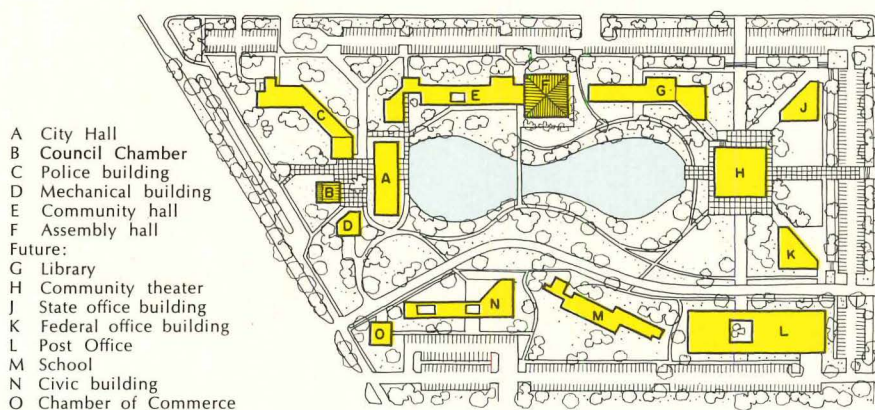 A City Hall
B Council Chamber
C Police building
D Mechanical building
E Community hall
F Assembly hall
Future:
G Library
H Community theater
J State office building
K Federal office building
L Post Office
M School
N Civic building
O Chamber of Commerce
F
E
G
J
C
A
H
B
D
K
N
M
L
O